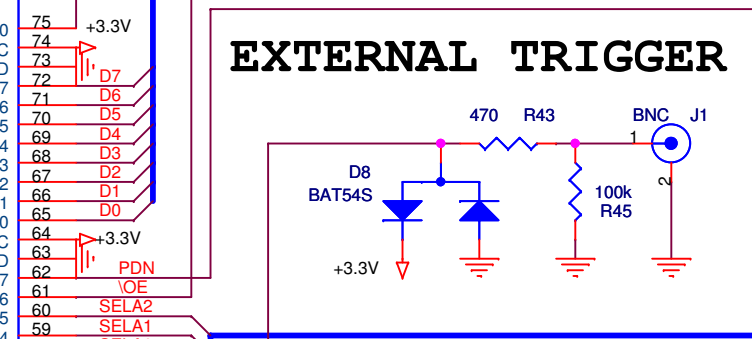 75
+3.3V
74
73
72 D7
71 D6
70 D5
69 D4
68 D3
67 D2
66 D1
65 D0
64
+3.3V
63
62 PDN
61 \OE
60 SELA2
59 SELA1
EXTERNAL TRIGGER
470 R43 BNC J1
1
D8
BAT54S
2
100k
R45
+3.3V